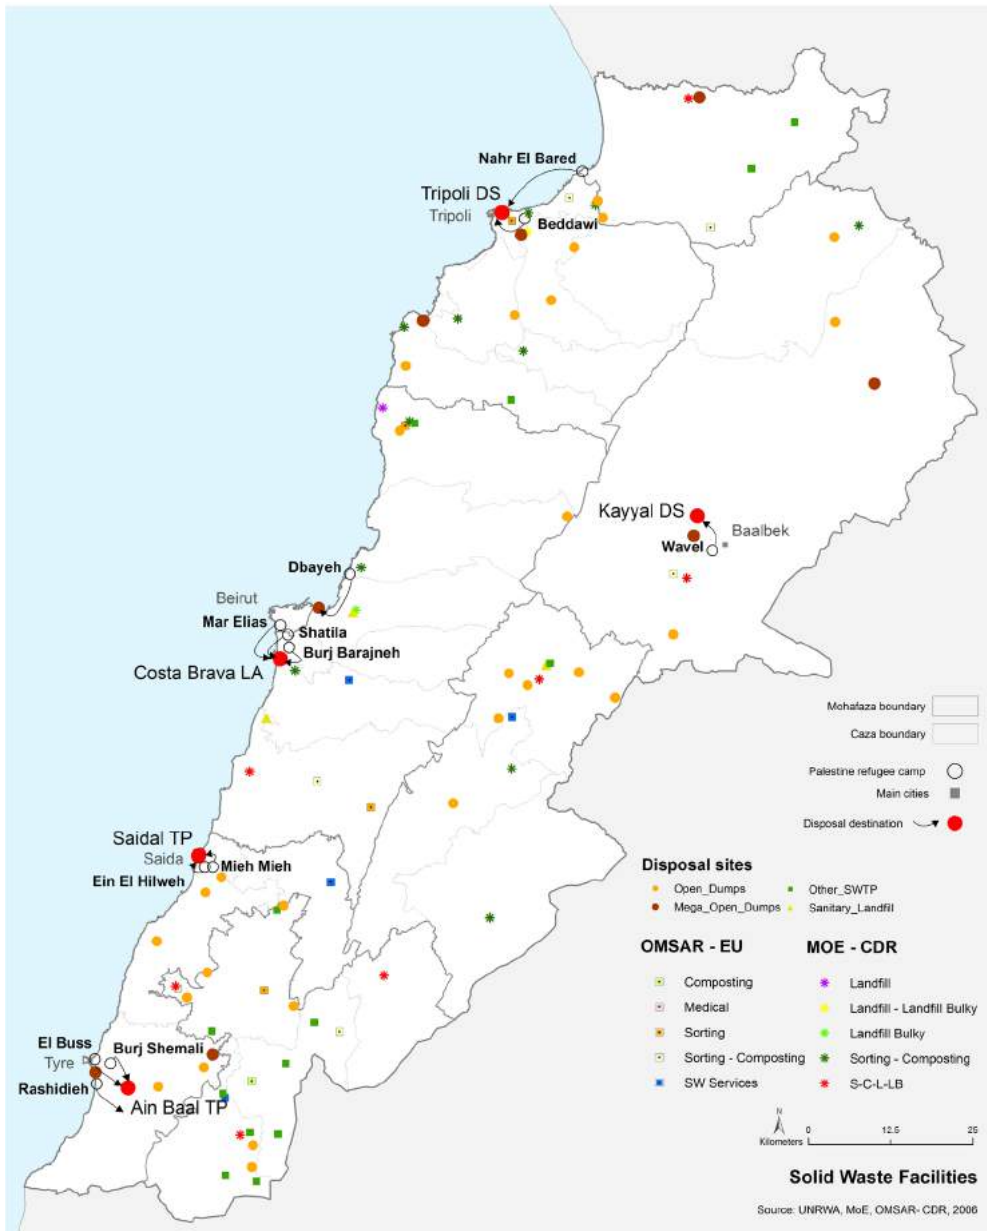 Nahr El Bared
Tripoli DS
Tripoli
Beddawi
Kayyal DS
Baalbek
Wavel
Dbayeh
Beirut
Mar Elias
Shatila
Burj Barajneh
Costa Brava LA
Mohafaza boundary
Caza boundary
Palestine refugee camp
Main cities
Disposal destination
Saidal TP
Saida
Mieh Mieh
Ein El Hilweh
Disposal sites
Open_Dumps
Other_SWTP
Mega_Open_Dumps
Sanitary_Landfill
OMSAR - EU
MOE - CDR
Composting
Landfill
Medical
Landfill - Landfill Bulky
Sorting
Landfill Bulky
Sorting - Composting
Sorting - Composting
SW Services
S-C-L-LB
El Buss
Burj Shemali
Tyre
Rashidieh
Ain Baal TP
N
Kilometers
0 12.5 25
Solid Waste Facilities
Source: UNRWA, MoE, OMSAR- CDR, 2006